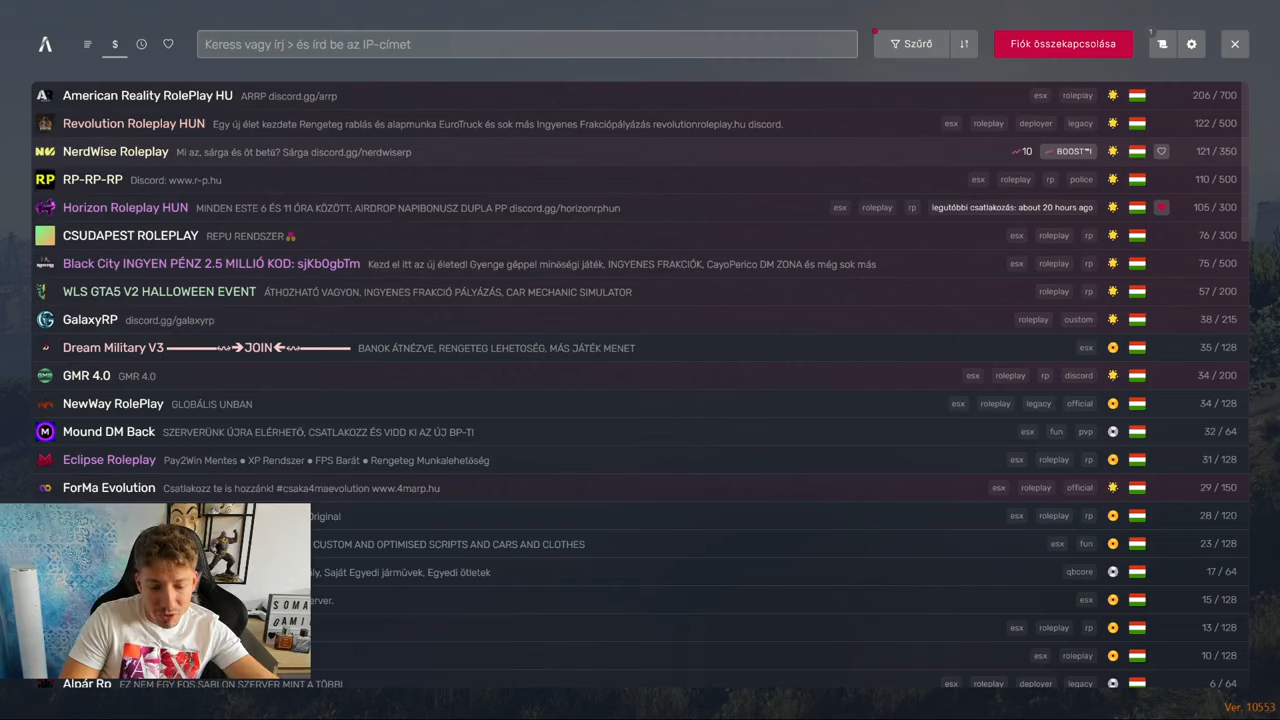 $
Keress vagy írj > és írd be az IP-címet
Szűrő
Fiók összekapcsolása
1
American Reality RolePlay HU ARRP discord.gg/arrp esx roleplay 206 / 700
Revolution Roleplay HUN Egy új élet kezdete Rengeteg rablás és alapmunka EuroTruck és sok más Ingyenes Frakciópályázás revolutionroleplay.hu discord. esx roleplay deployer legacy 122 / 500
NerdWise Roleplay Mi az, sárga és öt betű? Sárga discord.gg/nerdwiserp 10 BOOST™! 121 / 350
RP RP-RP-RP Discord: www.r-p.hu esx roleplay rp police 110 / 500
Horizon Roleplay HUN MINDEN ESTE 6 ÉS 11 ÓRA KÖZÖTT: AIRDROP NAPIBONUSZ DUPLA PP discord.gg/horizonrphun esx roleplay rp legutóbbi csatlakozás: about 20 hours ago 105 / 300
CSUDAPEST ROLEPLAY REPU RENDSZER esx roleplay rp 76 / 300
Black City INGYEN PÉNZ 2.5 MILLIÓ KOD: sjKb0gbTm Kezd el itt az új életed! Gyenge géppel minőségi játék, INGYENES FRAKCIÓK, CayoPerico DM ZONA és még sok más esx roleplay rp 75 / 500
WLS GTA5 V2 HALLOWEEN EVENT ÁTHOZHATÓ VAGYON, INGYENES FRAKCIÓ PÁLYÁZÁS, CAR MECHANIC SIMULATOR roleplay rp 57 / 200
GalaxyRP discord.gg/galaxyrp roleplay custom 38 / 215
Dream Military V3 JOIN BANOK ÁTNÉZVE, RENGETEG LEHETOSÉG, MÁS JÁTÉK MENET esx 35 / 128
GMR 4.0 GMR 4.0 esx roleplay rp discord 34 / 200
NewWay RolePlay GLOBÁLIS UNBAN esx roleplay legacy official 34 / 128
M Mound DM Back SZERVERÜNK ÚJRA ELÉRHETŐ, CSATLAKOZZ ÉS VIDD KI AZ ÚJ BP-T! esx fun pvp 32 / 64
Eclipse Roleplay Pay2Win Mentes ● XP Rendszer ● FPS Barát ● Rengeteg Munkalehetőség esx roleplay rp 31 / 128
ForMa Evolution Csatlakozz te is hozzánk! #csaka4maevolution www.4marp.hu esx roleplay official 29 / 150
Original esx roleplay rp 28 / 120
CUSTOM AND OPTIMISED SCRIPTS AND CARS AND CLOTHES esx fun 23 / 128
Saját Egyedi járművek, Egyedi ötletek qbcore 17 / 64
esx 15 / 128
esx roleplay rp 13 / 128
esx roleplay 10 / 128
Alpár Rp EZ NEM EGY FOS SABLON SZERVER MINT A TÖBBI esx roleplay deployer legacy 6 / 64
SOMA
GAMI
Ver. 10553